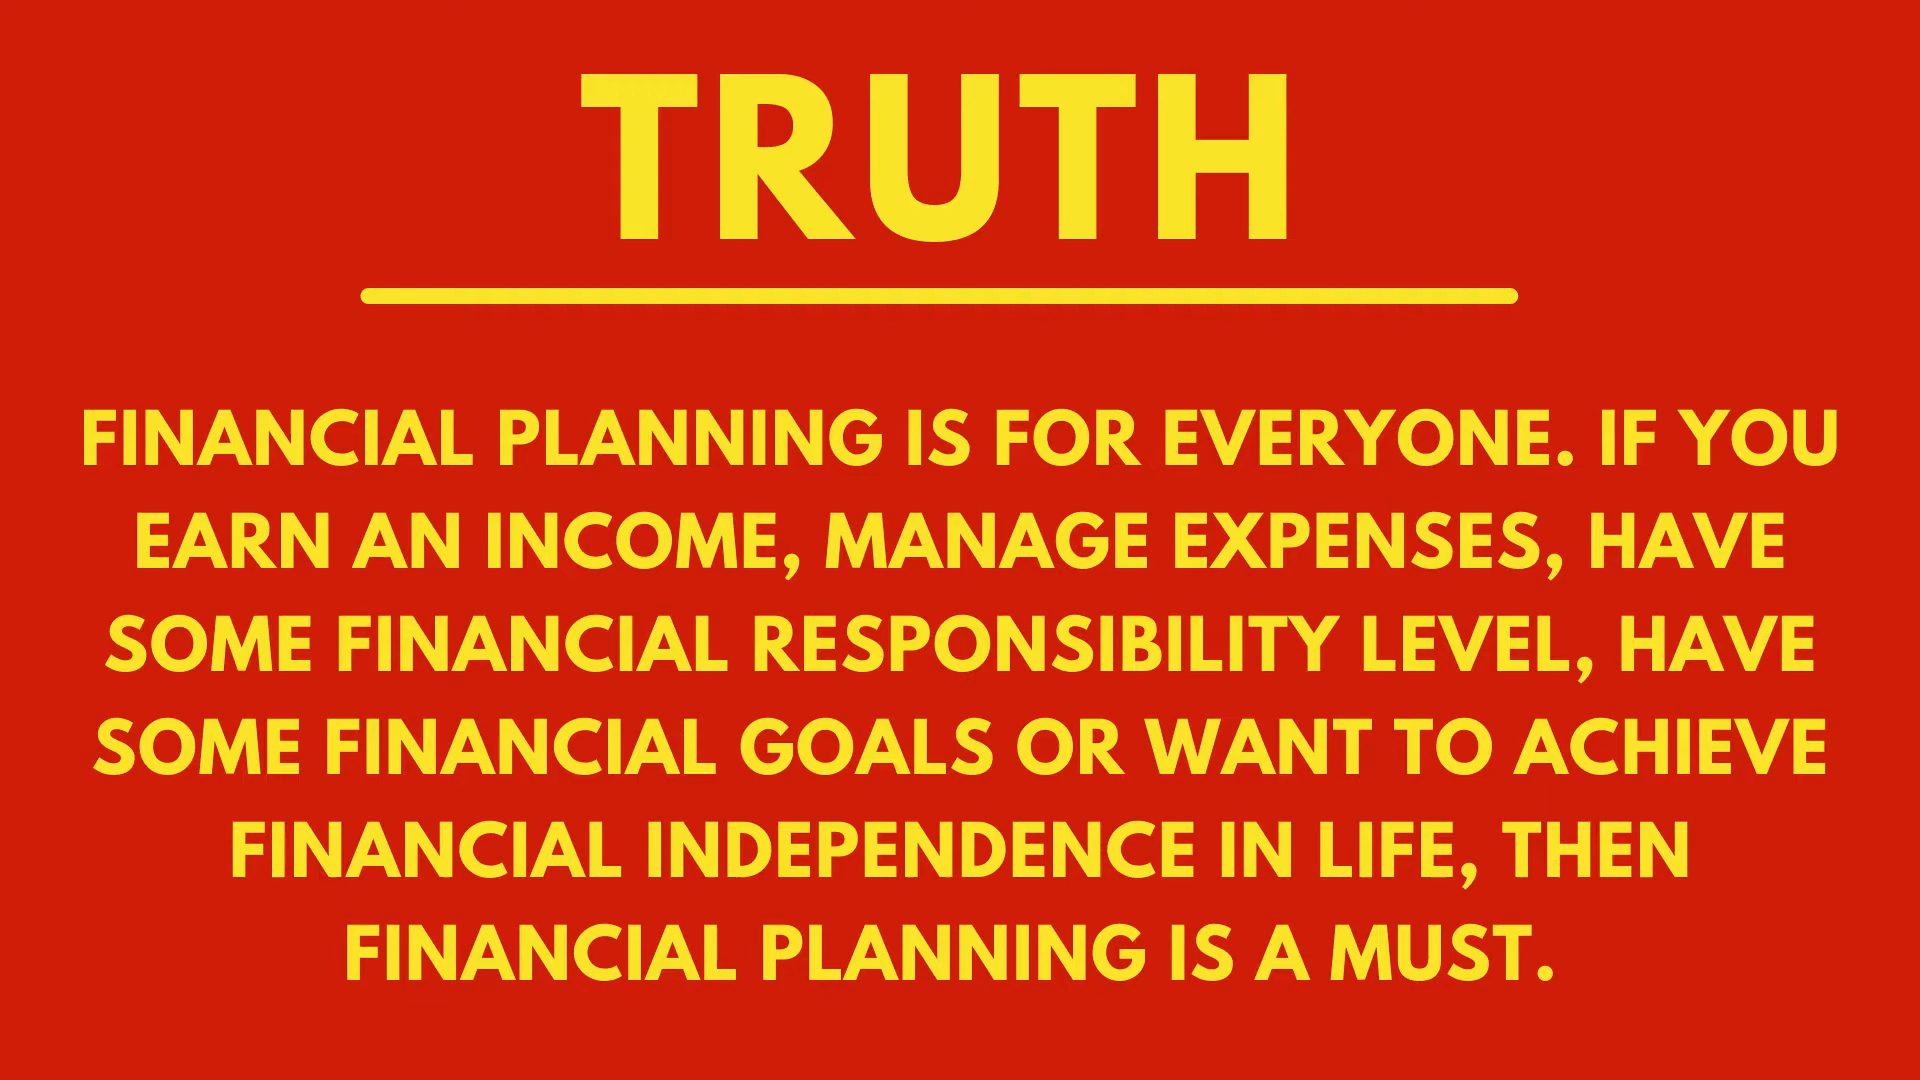 TRUTH
FINANCIAL PLANNING IS FOR EVERYONE. IF YOU
EARN AN INCOME, MANAGE EXPENSES, HAVE
SOME FINANCIAL RESPONSIBILITY LEVEL, HAVE
SOME FINANCIAL GOALS OR WANT TO ACHIEVE
FINANCIAL INDEPENDENCE IN LIFE, THEN
FINANCIAL PLANNING IS A MUST.